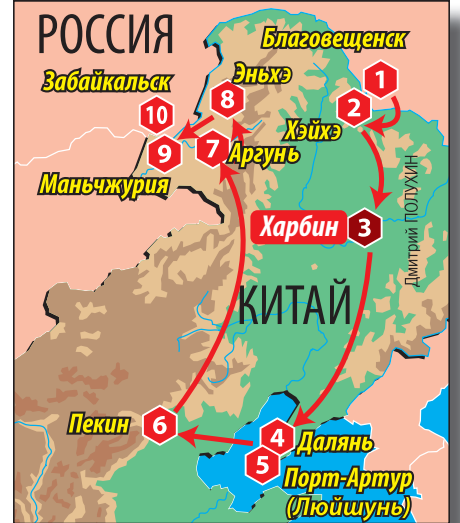 РОССИЯ
Благовещенск
1
Забайкальск
Эньхэ
8
2
10
Хэйхэ
9
7
Аргунь
Маньчжурия
Дмитрий ПОЛУХИН
Харбин
3
КИТАЙ
Пекин
6
4
Далянь
5
Порт-Артур
(Люйшунь)